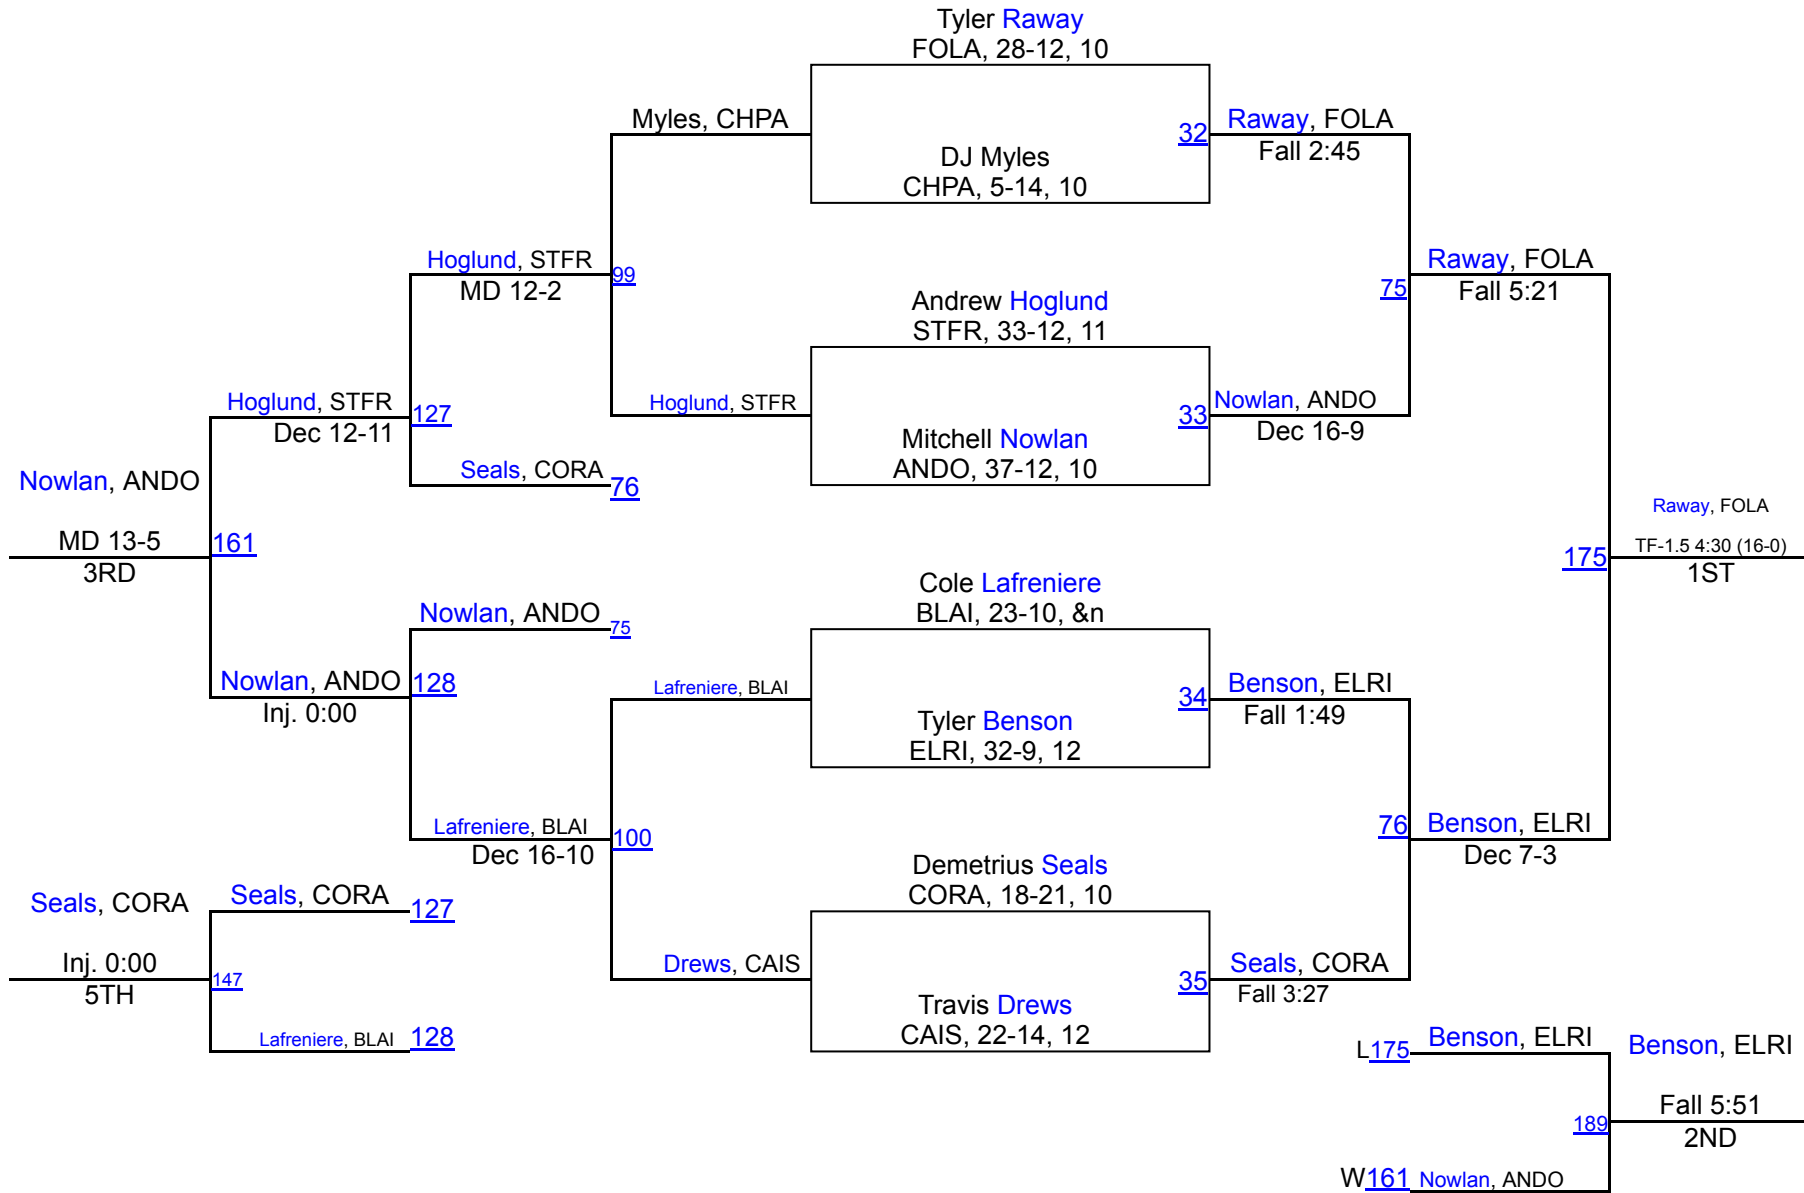 Tyler Raway
FOLA, 28-12, 10
Myles, CHPA
32
Raway, FOLA
Fall 2:45
DJ Myles
CHPA, 5-14, 10
Hoglund, STFR
MD 12-2
99
Raway, FOLA
Fall 5:21
75
Andrew Hoglund
STFR, 33-12, 11
Hoglund, STFR
Dec 12-11
127
Hoglund, STFR
33
Nowlan, ANDO
Dec 16-9
Mitchell Nowlan
ANDO, 37-12, 10
Seals, CORA
76
Nowlan, ANDO
MD 13-5
3RD
161
Raway, FOLA
TF-1.5 4:30 (16-0)
1ST
175
Cole Lafreniere
BLAI, 23-10, &n
Nowlan, ANDO
75
Nowlan, ANDO
Inj. 0:00
128
Lafreniere, BLAI
34
Benson, ELRI
Fall 1:49
Tyler Benson
ELRI, 32-9, 12
Lafreniere, BLAI
Dec 16-10
100
76
Benson, ELRI
Dec 7-3
Demetrius Seals
CORA, 18-21, 10
Seals, CORA
Inj. 0:00
5TH
Seals, CORA
127
147
Lafreniere, BLAI
128
Drews, CAIS
35
Seals, CORA
Fall 3:27
Travis Drews
CAIS, 22-14, 12
L175
Benson, ELRI
Benson, ELRI
Fall 5:51
2ND
189
W161
Nowlan, ANDO